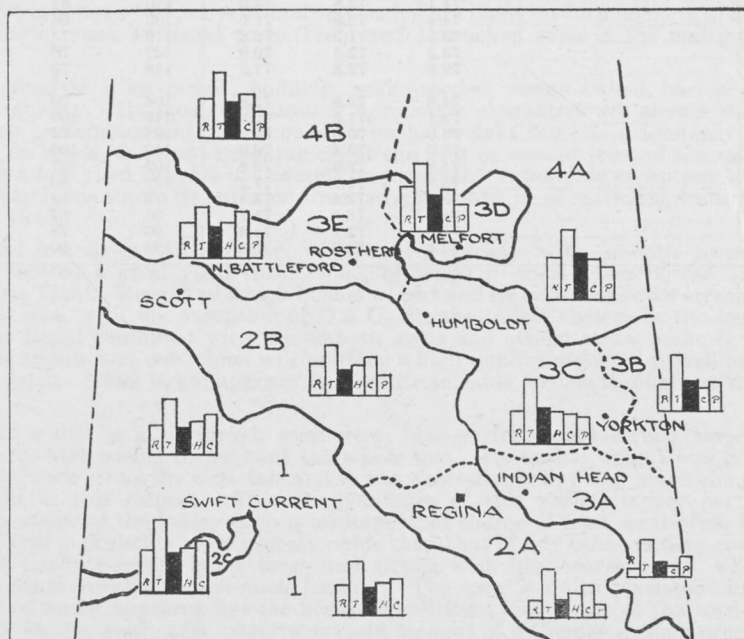 R T C P
4B
4A
R T C P
3D
MELFORT
3E
R T H C P
ROSTHERN
N. BATTLEFORD
SCOTT
K T C P
HUMBOLDT
2B
R T H C P
3C
R T H C P
3B
R T C P
YORKTON
R T H C
1
INDIAN HEAD
SWIFT CURRENT
REGINA
3A
2C
R T H C
2A
R T C P
1
R T H C P
K T H C P